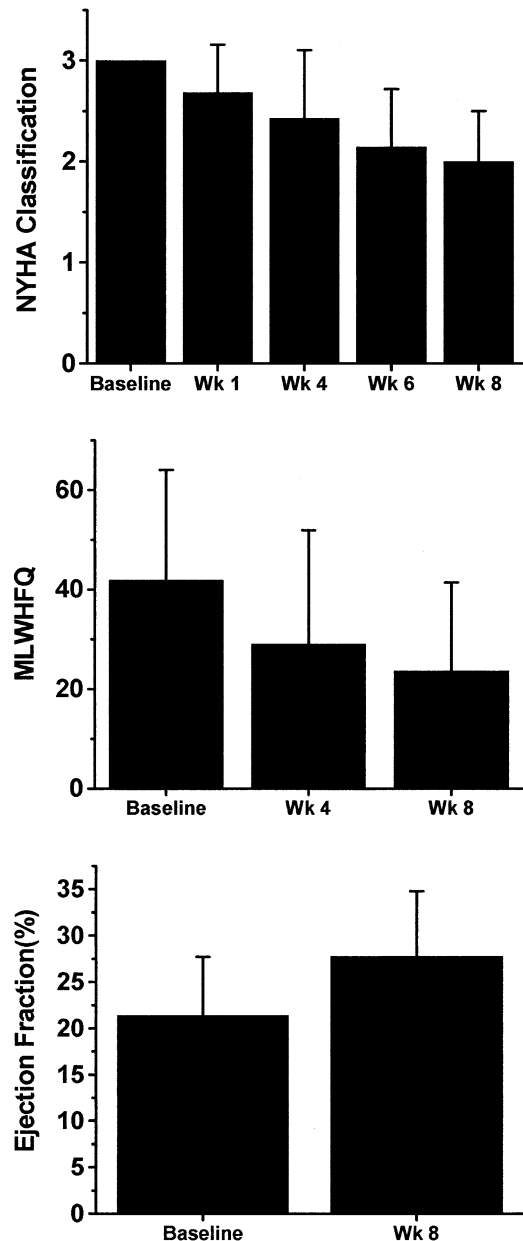 NYHA Classification
3
2
1
0
Baseline Wk 1 Wk 4 Wk 6 Wk 8
MLWHFQ
60
40
20
0
Baseline Wk 4 Wk 8
Ejection Fraction(%)
35
30
25
20
15
10
5
0
Baseline Wk 8